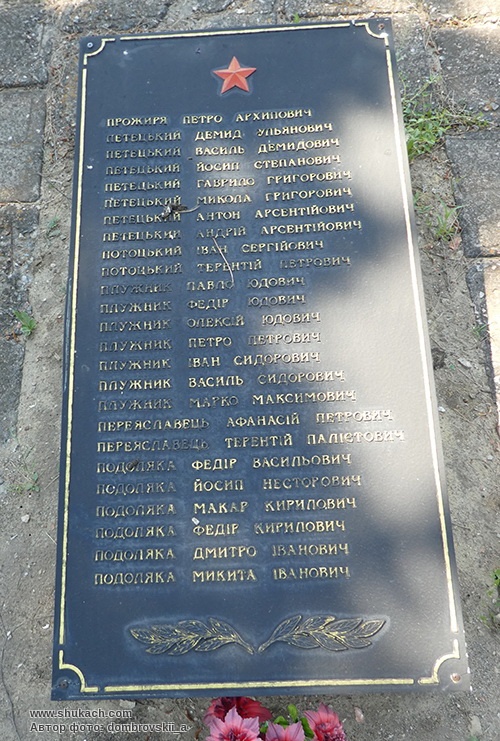 ПРОЖИРЯ ПЕТРО АРХИПОВИЧ
ПЕТЕЦЬКИЙ ДЕМИД УЛЬЯНОВИЧ
ПЕТЕЦЬКИЙ ВАСИЛЬ ДЕМИДОВИЧ
ПЕТЕЦЬКИЙ ЙОСИП СТЕПАНОВИЧ
ПЕТЕЦЬКИЙ ГАВРИЛО ГРИГОРОВИЧ
ПЕТЕЦЬКИЙ МИКОЛА ГРИГОРОВИЧ
ПЕТЕЦЬКИЙ АНТОН АРСЕНТІЙОВИЧ
ПЕТЕЦЬКИЙ АНДРІЙ АРСЕНТІЙОВИЧ
ПОТОЦЬКИЙ ІВАН СЕРГІЙОВИЧ
ПОТОЦЬКИЙ ТЕРЕНТІЙ ПЕТРОВИЧ
ПЛУЖНИК ПАВЛО ЮДОВИЧ
ПЛУЖНИК ФЕДІР ЮДОВИЧ
ПЛУЖНИК ОЛЕКСІЙ ЮДОВИЧ
ПЛУЖНИК ПЕТРО ПЕТРОВИЧ
ПЛУЖНИК ІВАН СИДОРОВИЧ
ПЛУЖНИК ВАСИЛЬ СИДОРОВИЧ
ПЛУЖНИК МАРКО МАКСИМОВИЧ
ПЕРЕЯСЛАВЕЦЬ АФАНАСІЙ ПЕТРОВИЧ
ПЕРЕЯСЛАВЕЦЬ ТЕРЕНТІЙ ПАЛІЄТОВИЧ
ПОДОЛЯКА ФЕДІР ВАСИЛЬОВИЧ
ПОДОЛЯКА ЙОСИП НЕСТОРОВИЧ
ПОДОЛЯКА МАКАР КИРИЛОВИЧ
ПОДОЛЯКА ФЕДІР КИРИЛОВИЧ
ПОДОЛЯКА ДМИТРО ІВАНОВИЧ
ПОДОЛЯКА МИКИТА ІВАНОВИЧ
www.shukach.com
Автор фото: dombrovskii_a